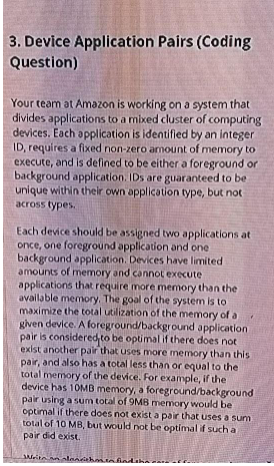 3. Device Application Pairs (Coding
Question)
Your team at Amazon is working on a system that
divides applications to a mixed cluster of computing
devices. Each application is identified by an integer
ID, requires a fixed non-zero amount of memory to
execute, and is defined to be either a foreground or
background application. IDs are guaranteed to be
unique within their own application type, but not
across types.
Each device should be assigned two applications at
once, one foreground application and one
background application. Devices have limited
amounts of memory and cannot execute
applications that require more memory than the
available memory. The goal of the system is to
maximize the total utilization of the memory of a
given device. A foreground/background application
pair is considered to be optimal if there does not
exist another pair that uses more memory than this
pair, and also has a total less than or equal to the
total memory of the device. For example, if the
device has 10MB memory, a foreground/background
pair using a sum total of 9MB memory would be
optimal if there does not exist a pair that uses a sum
total of 10 MB, but would not be optimal if such a
pair did exist.
Write an algorithm to find the